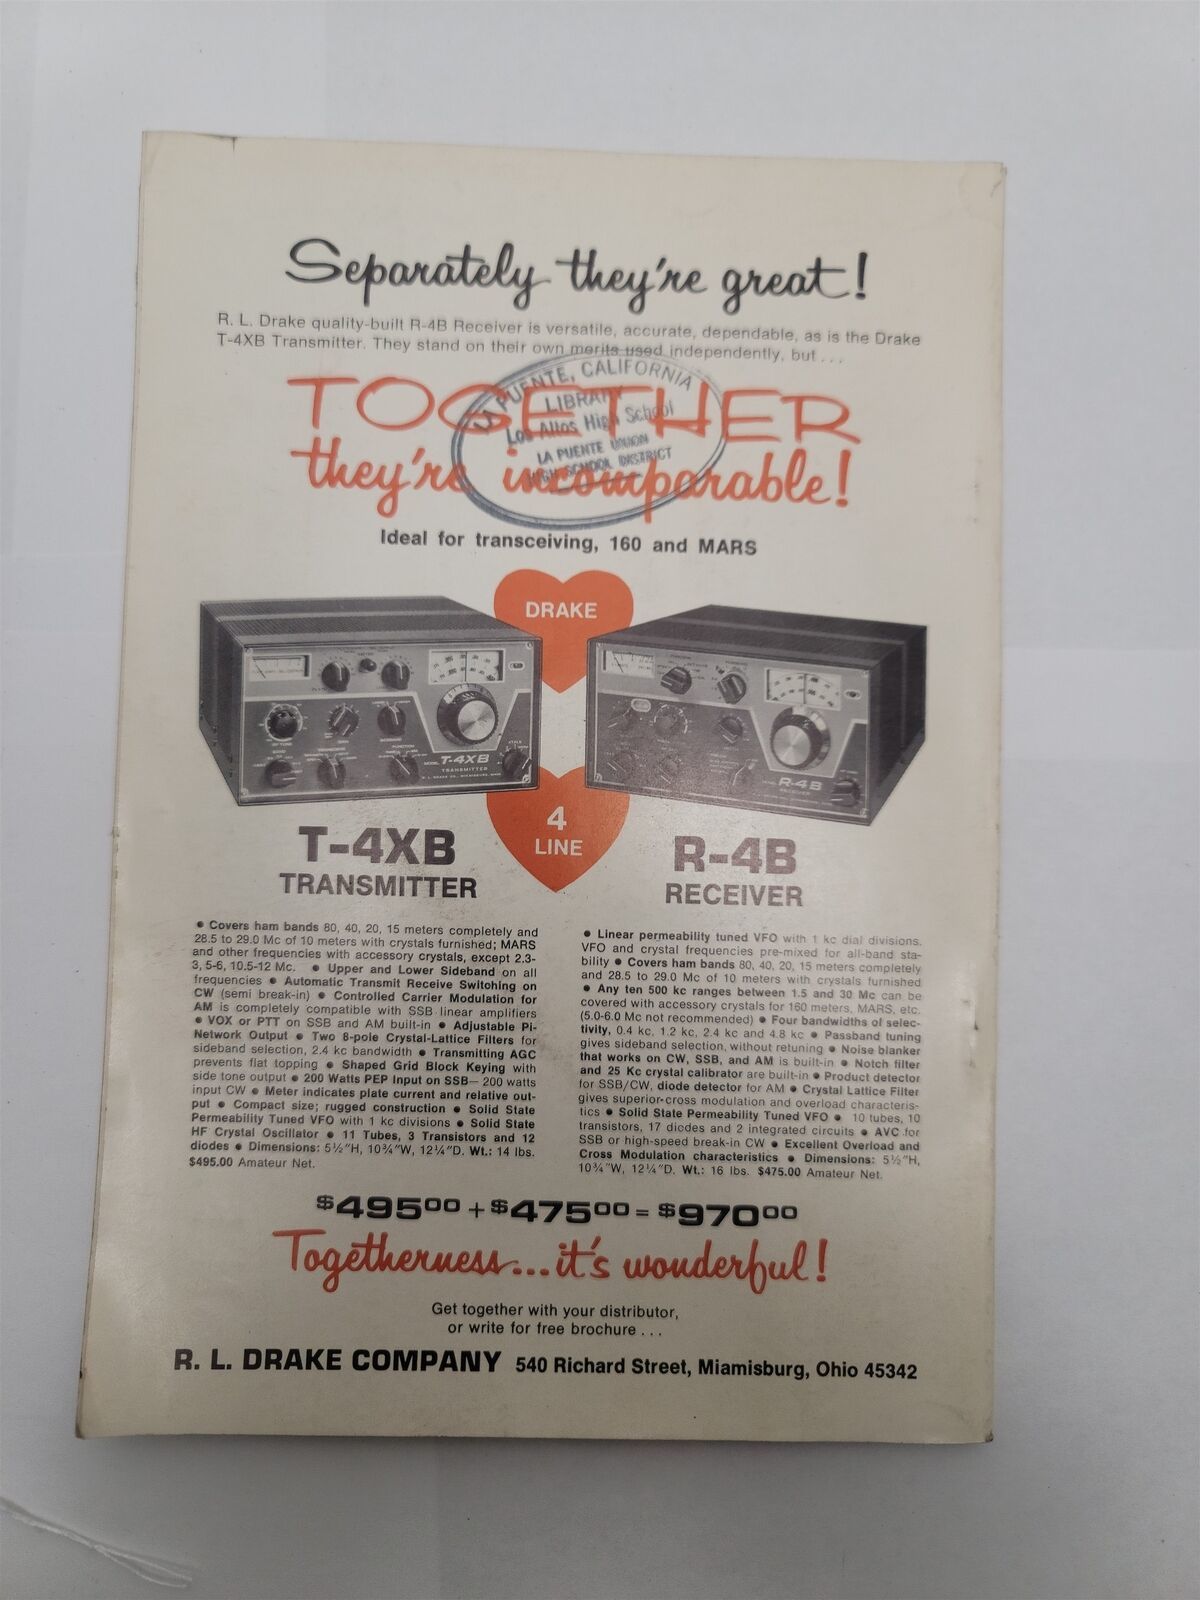 Separately they're great!
R. L. Drake quality-built R-4B Receiver is versatile, accurate, dependable, as is the Drake
T-4XB Transmitter. They stand on their own merits used independently, but . . .
TOGETHER
they're incomparable!
LA PUENTE, CALIFORNIA
LIBRARY
Los Altos High School
LA PUENTE UNION
HIGH SCHOOL DISTRICT
Ideal for transceiving, 160 and MARS
DRAKE
4
LINE
T-4XB
TRANSMITTER
R-4B
RECEIVER
T-4XB
TRANSMITTER
• Covers ham bands 80, 40, 20, 15 meters completely and
28.5 to 29.0 Mc of 10 meters with crystals furnished; MARS
and other frequencies with accessory crystals, except 2.3-
3, 5-6, 10.5-12 Mc. • Upper and Lower Sideband on all
frequencies • Automatic Transmit Receive Switching on
CW (semi break-in) • Controlled Carrier Modulation for
AM is completely compatible with SSB linear amplifiers
• VOX or PTT on SSB and AM built-in • Adjustable Pi-
Network Output • Two 8-pole Crystal-Lattice Filters for
sideband selection, 2.4 kc bandwidth • Transmitting AGC
prevents flat topping • Shaped Grid Block Keying with
side tone output • 200 Watts PEP Input on SSB— 200 watts
input CW • Meter indicates plate current and relative out-
put • Compact size; rugged construction • Solid State
Permeability Tuned VFO with 1 kc divisions • Solid State
HF Crystal Oscillator • 11 Tubes, 3 Transistors and 12
diodes • Dimensions: 5½"H, 10¾"W, 12¼"D. Wt.: 14 lbs.
$495.00 Amateur Net.
R-4B
RECEIVER
• Linear permeability tuned VFO with 1 kc dial divisions.
VFO and crystal frequencies pre-mixed for all-band sta-
bility • Covers ham bands 80, 40, 20, 15 meters completely
and 28.5 to 29.0 Mc of 10 meters with crystals furnished
• Any ten 500 kc ranges between 1.5 and 30 Mc can be
covered with accessory crystals for 160 meters, MARS, etc.
(5.0-6.0 Mc not recommended) • Four bandwidths of selec-
tivity, 0.4 kc, 1.2 kc, 2.4 kc and 4.8 kc • Passband tuning
gives sideband selection, without retuning • Noise blanker
that works on CW, SSB, and AM is built-in • Notch filter
and 25 Kc crystal calibrator are built-in • Product detector
for SSB/CW, diode detector for AM • Crystal Lattice Filter
gives superior cross modulation and overload characteris-
tics • Solid State Permeability Tuned VFO • 10 tubes, 10
transistors, 17 diodes and 2 integrated circuits • AVC for
SSB or high-speed break-in CW • Excellent Overload and
Cross Modulation characteristics • Dimensions: 5½"H,
10¾"W, 12¼"D. Wt.: 16 lbs. $475.00 Amateur Net.
$495.00 + $475.00 = $970.00
Togetherness...it's wonderful!
Get together with your distributor,
or write for free brochure . . .
R. L. DRAKE COMPANY 540 Richard Street, Miamisburg, Ohio 45342